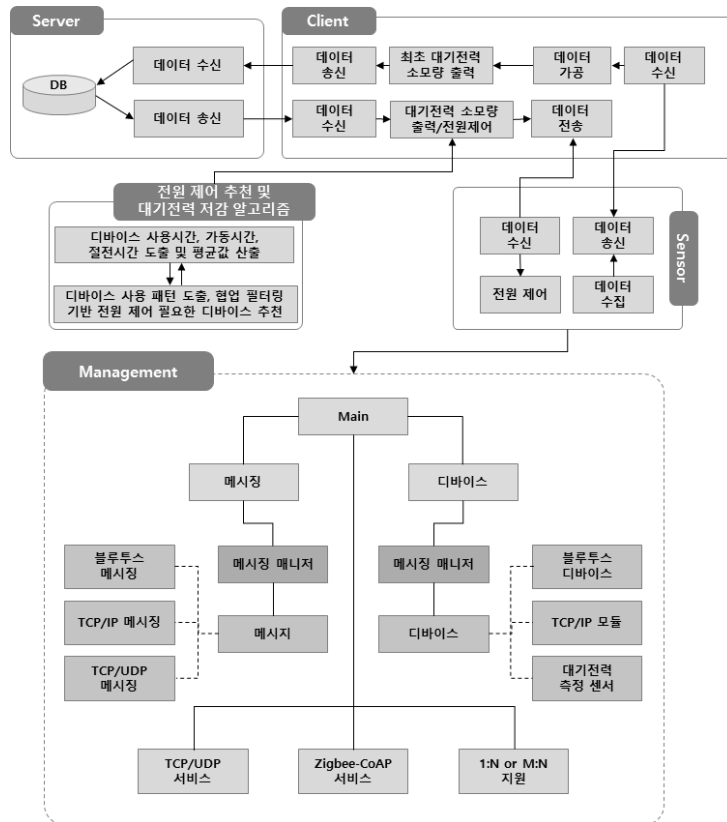 Server
Client
데이터 수신
DB
데이터 송신
데이터
송신
최초 대기전력
소모량 출력
데이터
가공
데이터
수신
데이터
수신
대기전력 소모량
출력/전원제어
데이터
전송
전원 제어 추천 및
대기전력 저감 알고리즘
디바이스 사용시간, 가동시간,
절전시간 도출 및 평균값 산출
디바이스 사용 패턴 도출, 협업 필터링
기반 전원 제어 필요한 디바이스 추천
Sensor
데이터
수신
데이터
송신
전원 제어
데이터
수집
Management
Main
메시징
디바이스
블루투스
메시징
메시징 매니저
메시징 매니저
블루투스
디바이스
TCP/IP 메시징
메시지
디바이스
TCP/IP 모듈
TCP/UDP
메시징
대기전력
측정 센서
TCP/UDP
서비스
Zigbee-CoAP
서비스
1:N or M:N
지원